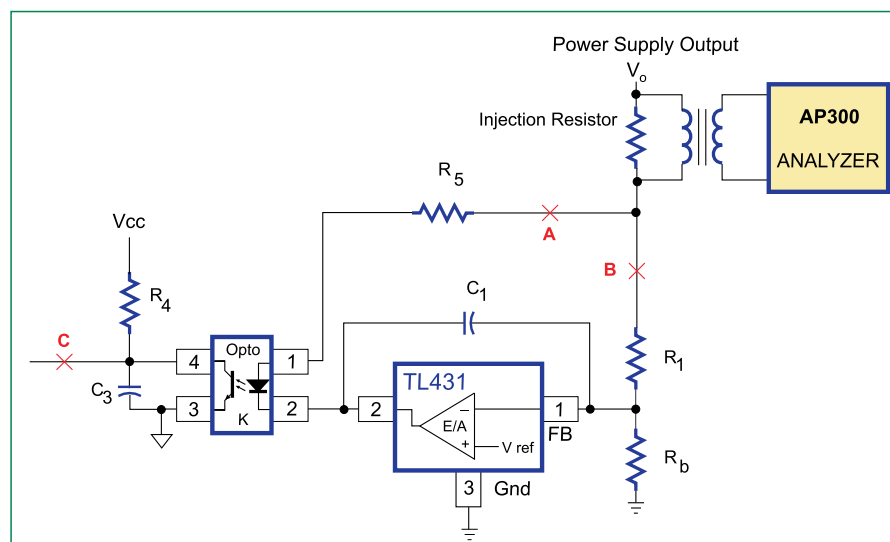 Power Supply Output
Vo
Injection Resistor
AP300
ANALYZER
R5
A
Vcc
B
C1
R4
C
Opto
4
1
R1
TL431
C3
3
K
2
2
E/A
1
V ref
FB
Rb
3
Gnd